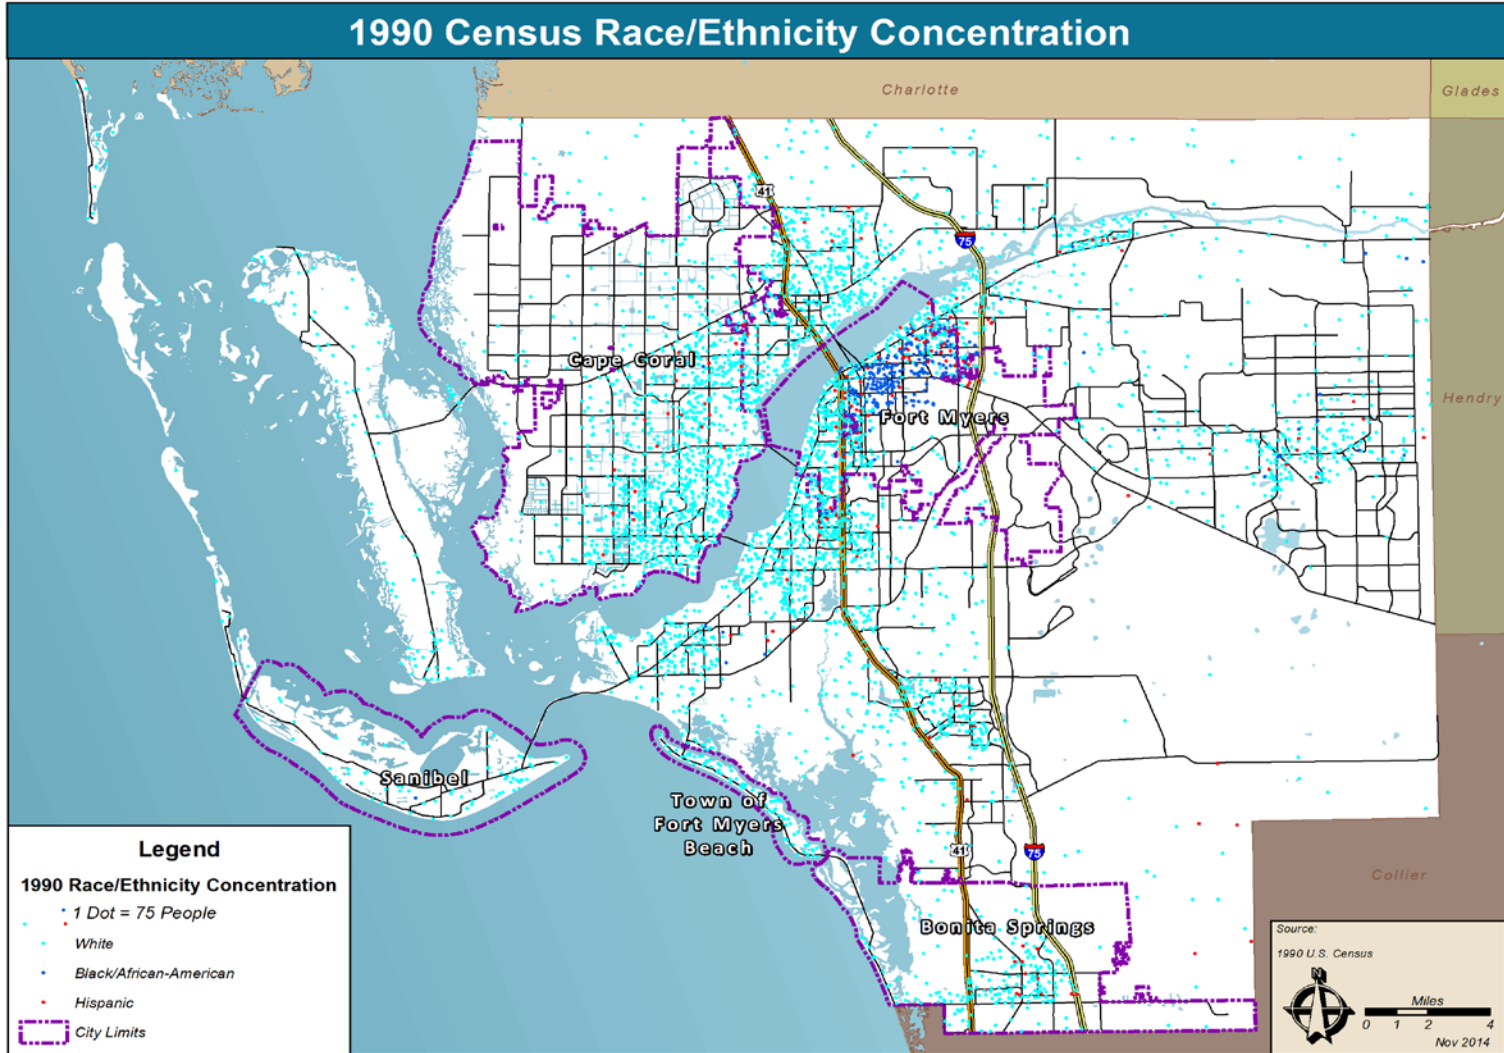 1990 Census Race/Ethnicity Concentration
Charlotte
Glades
41
75
Cape Coral
Fort Myers
Hendry
Sanibel
Town of
Fort Myers
Beach
41
75
Collier
Bonita Springs
Legend
1990 Race/Ethnicity Concentration
1 Dot = 75 People
White
Black/African-American
Hispanic
City Limits
Source:
1990 U.S. Census
N
Miles
0 1 2 4
Nov 2014